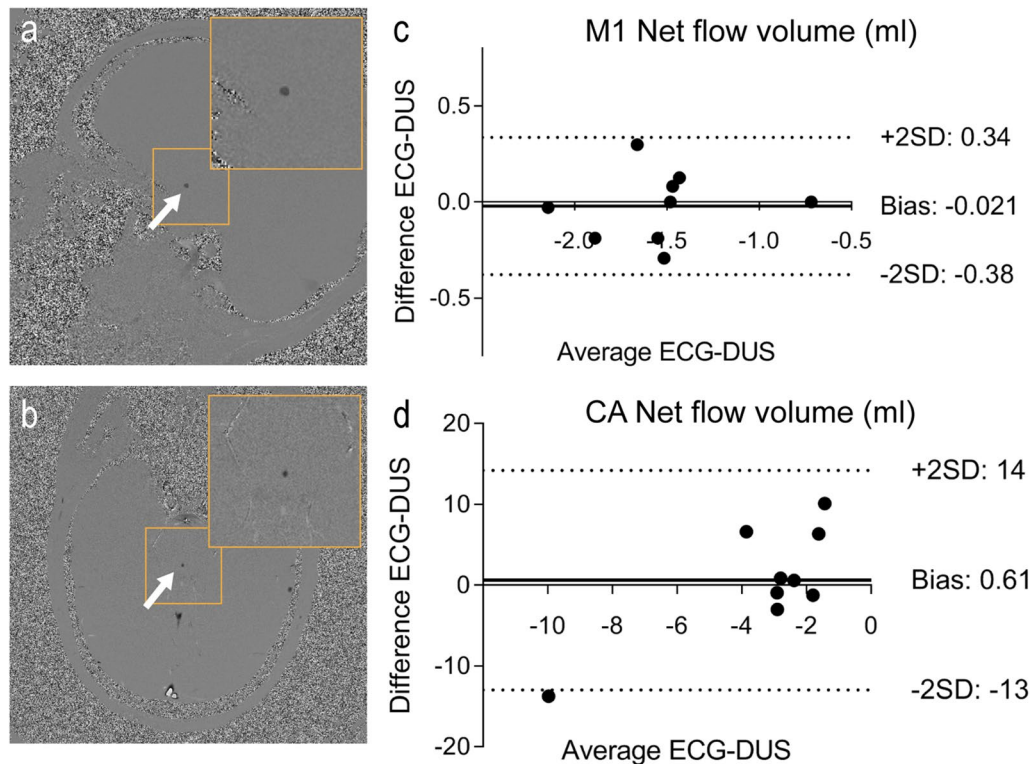 a
b
c
M1 Net flow volume (ml)
Difference ECG-DUS
0.5
0.0
-0.5
-2.0 -1.5 -1.0 -0.5
+2SD: 0.34
Bias: -0.021
-2SD: -0.38
Average ECG-DUS
d
CA Net flow volume (ml)
Difference ECG-DUS
20
10
0
-10
-20
-10 -8 -6 -4 -2 0
+2SD: 14
Bias: 0.61
-2SD: -13
Average ECG-DUS